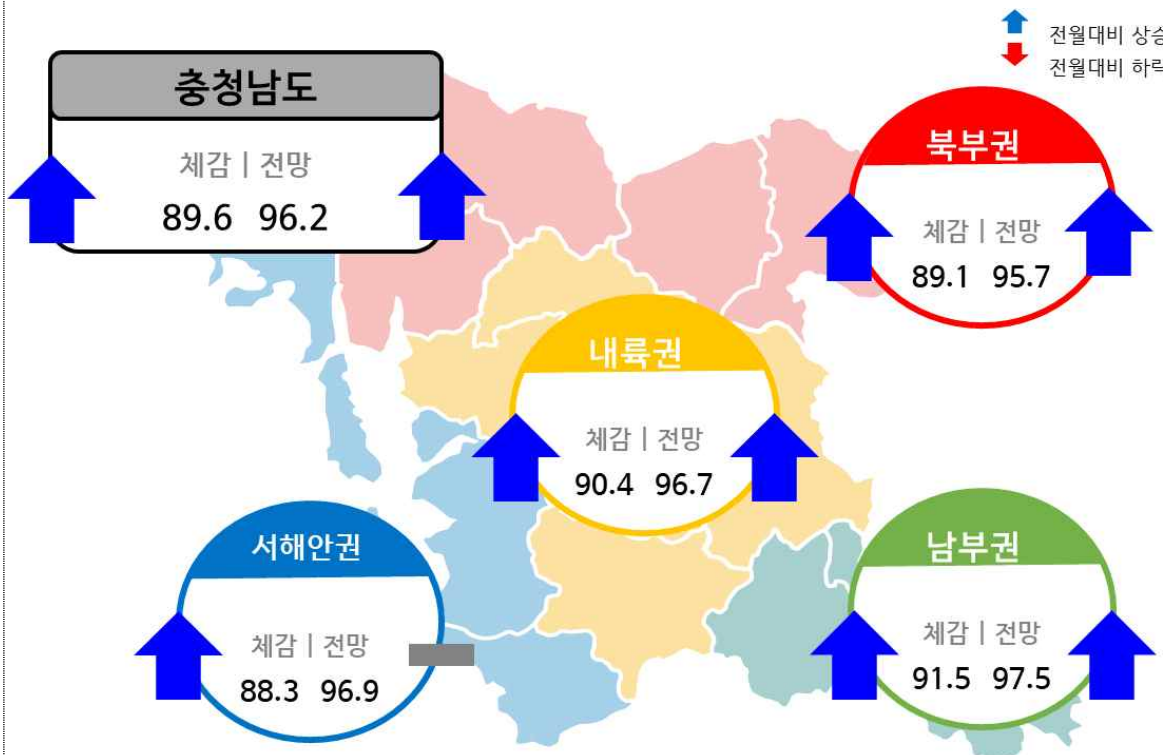 전월대비 상승
전월대비 하락
충청남도
체감 | 전망
89.6 96.2
북부권
체감 | 전망
89.1 95.7
내륙권
체감 | 전망
90.4 96.7
서해안권
체감 | 전망
88.3 96.9
남부권
체감 | 전망
91.5 97.5